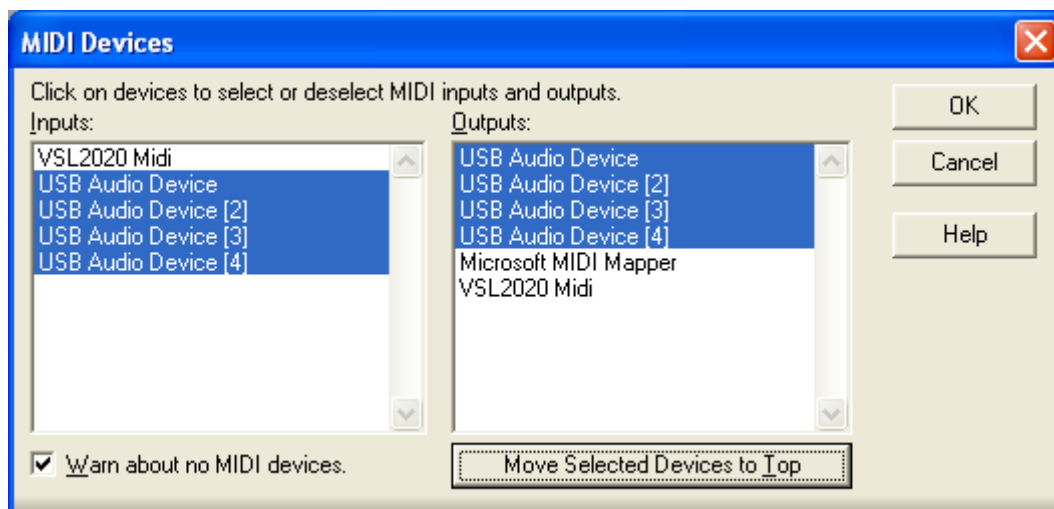 MIDI Devices
Click on devices to select or deselect MIDI inputs and outputs.
Inputs:
VSL2020 Midi
USB Audio Device
USB Audio Device [2]
USB Audio Device [3]
USB Audio Device [4]
Outputs:
USB Audio Device
USB Audio Device [2]
USB Audio Device [3]
USB Audio Device [4]
Microsoft MIDI Mapper
VSL2020 Midi
OK
Cancel
Help
Warn about no MIDI devices.
Move Selected Devices to Top